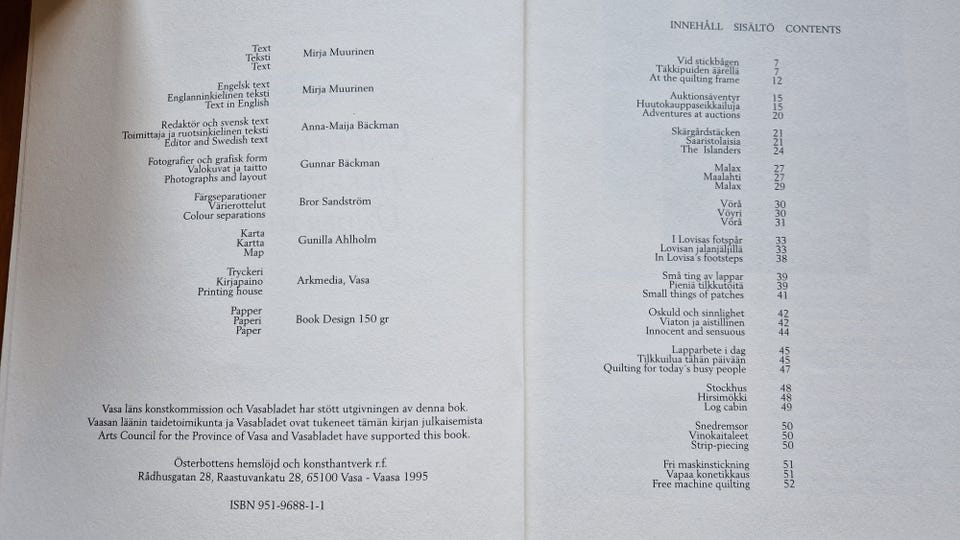 Text
Teksti
Text
Mirja Muurinen
Engelsk text
Englanninkielinen teksti
Text in English
Mirja Muurinen
Redaktör och svensk text
Toimittaja ja ruotsinkielinen teksti
Editor and Swedish text
Anna-Maija Bäckman
Fotografier och grafisk form
Valokuvat ja taitto
Photographs and layout
Gunnar Bäckman
Färgseparationer
Värierottelut
Colour separations
Bror Sandström
Karta
Kartta
Map
Gunilla Ahlholm
Tryckeri
Kirjapaino
Printing house
Arkmedia, Vasa
Papper
Paperi
Paper
Book Design 150 gr
Vasa läns konstkommission och Vasabladet har stött utgivningen av denna bok.
Vaasan läänin taidetoimikunta ja Vasabladet ovat tukeneet tämän kirjan julkaisemista
Arts Council for the Province of Vasa and Vasabladet have supported this book.
Österbottens hemslöjd och konsthantverk r.f.
Rådhusgatan 28, Raastuvankatu 28, 65100 Vasa - Vaasa 1995
ISBN 951-9688-1-1
INNEHÅLL SISÄLTÖ CONTENTS
Vid stickbågen 7
Täkkipuiden äärellä 7
At the quilting frame 12
Auktionsäventyr 15
Huutokauppaseikkailuja 15
Adventures at auctions 20
Skärgårdstäcken 21
Saaristolaisia 21
The Islanders 24
Malax 27
Maalahti 27
Malax 29
Vörå 30
Vöyri 30
Vörå 31
I Lovisas fotspår 33
Lovisan jalanjäljillä 33
In Lovisa's footsteps 38
Små ting av lappar 39
Pieniä tilkkutöitä 39
Small things of patches 41
Oskuld och sinnlighet 42
Viaton ja aistillinen 42
Innocent and sensuous 44
Lapparbete i dag 45
Tilkkuilua tähän päivään 45
Quilting for today's busy people 47
Stockhus 48
Hirsimökki 48
Log cabin 49
Snedremsor 50
Vinokaitaleet 50
Strip-piecing 50
Fri maskinstickning 51
Vapaa konetikkaus 51
Free machine quilting 52